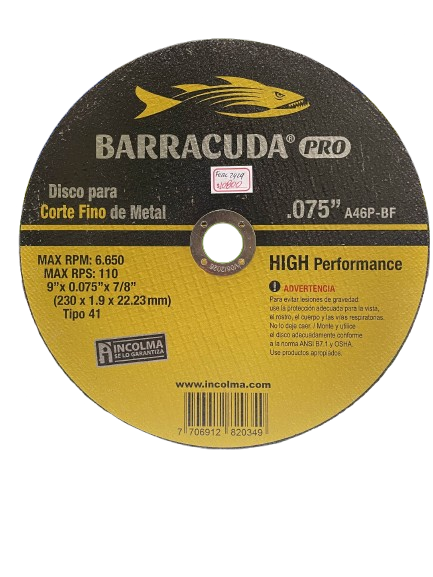 BARRACUDA® PRO
Disco para
Corte Fino de Metal
.075” A46P-BF
MAX RPM: 6.650
MAX RPS: 110
9”x 0.075”x 7/8”
(230 x 1.9 x 22.23mm)
Tipo 41
HIGH Performance
ADVERTENCIA
Para evitar lesiones de gravedad
use la protección adecuada para la vista,
el rostro, el cuerpo y las vías respiratorias.
No lo deje caer. / Monte y utilice
el disco adecuadamente conforme
a la norma ANSI B7.1 y OSHA.
Use productos apropiados.
INCOLMA
SE LO GARANTIZA
www.incolma.com
7 706912 820349